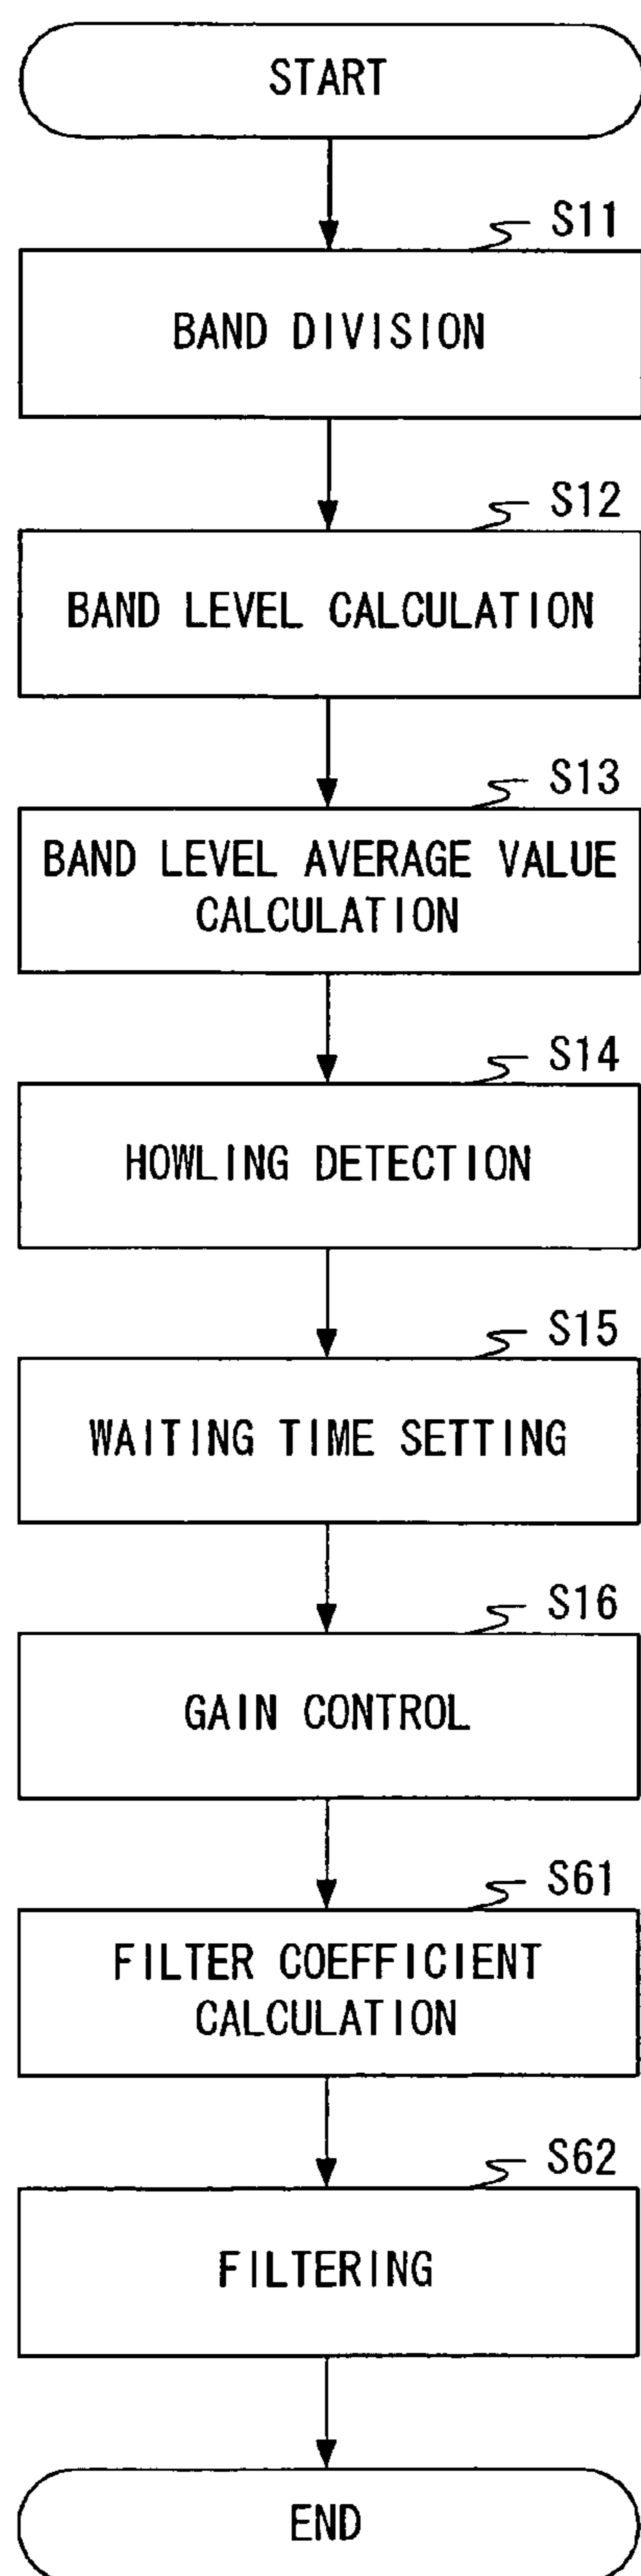 START
S11
BAND DIVISION
S12
BAND LEVEL CALCULATION
S13
BAND LEVEL AVERAGE VALUE
CALCULATION
S14
HOWLING DETECTION
S15
WAITING TIME SETTING
S16
GAIN CONTROL
S61
FILTER COEFFICIENT
CALCULATION
S62
FILTERING
END